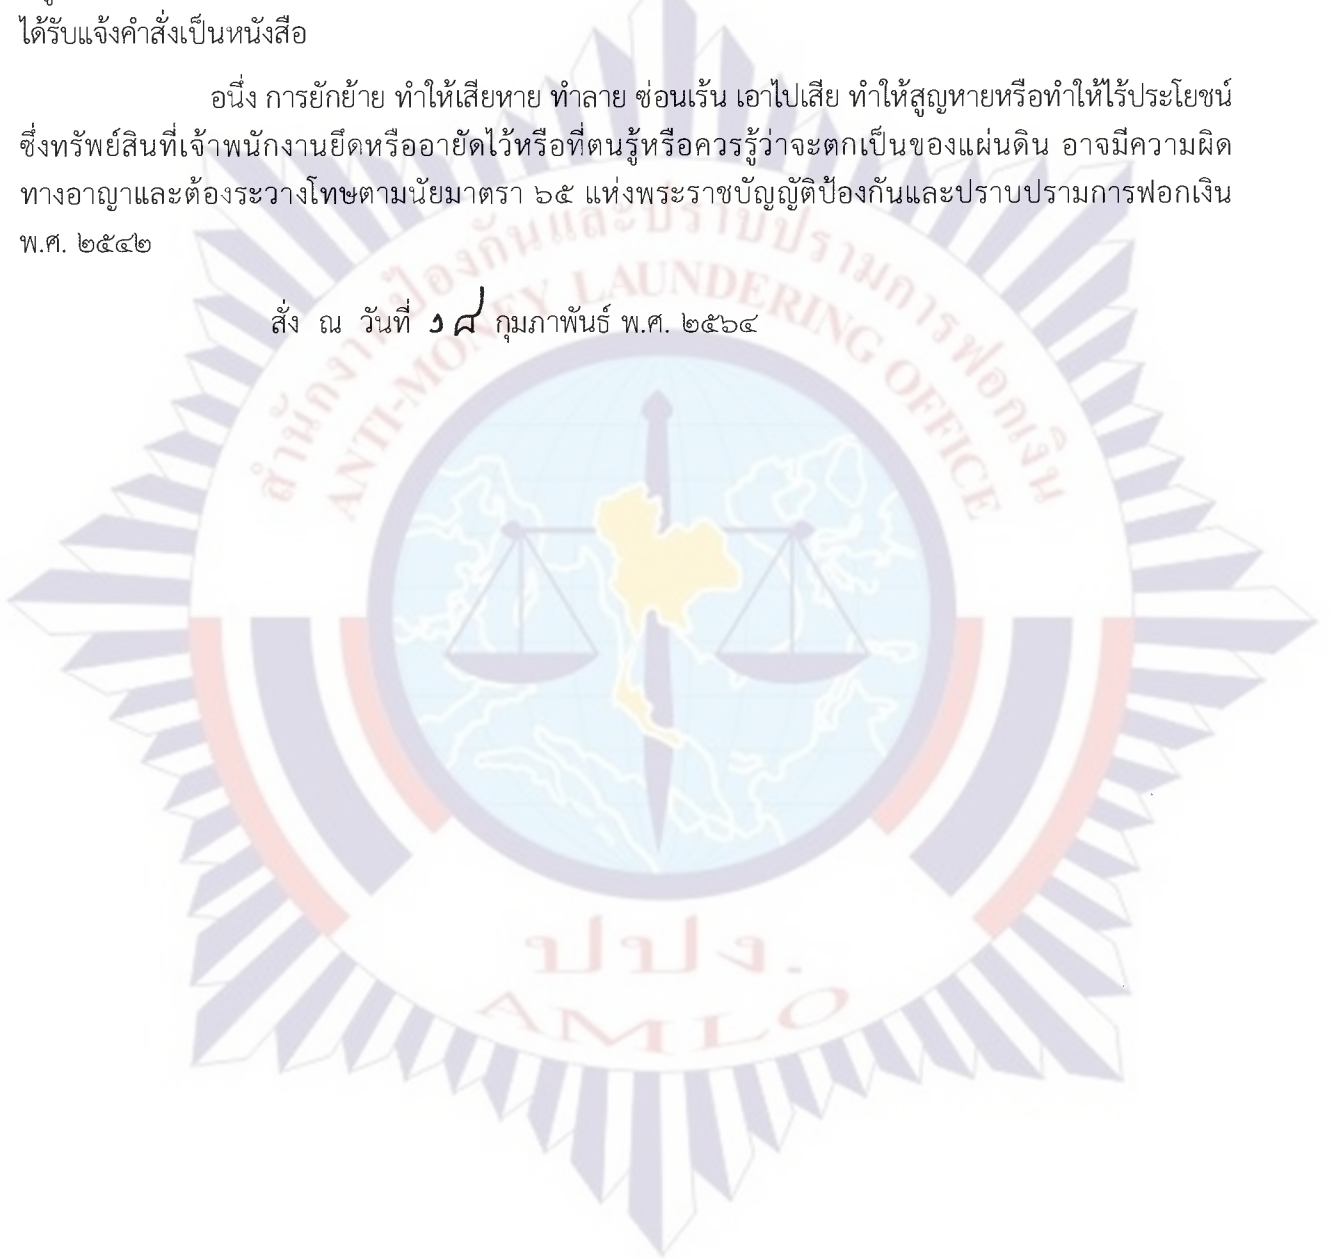 ได้รับแจ้งคำสั่งเป็นหนังสือ
อนึ่ง การยักย้าย ทำให้เสียหาย ทำลาย ซ่อนเร้น เอาไปเสีย ทำให้สูญหายหรือทำให้ไร้ประโยชน์
ซึ่งทรัพย์สินที่เจ้าพนักงานยึดหรืออายัดไว้หรือที่ตนรู้หรือควรรู้ว่าจะตกเป็นของแผ่นดิน อาจมีความผิด
ทางอาญาและต้องระวางโทษตามนัยมาตรา ๖๕ แห่งพระราชบัญญัติป้องกันและปราบปรามการฟอกเงิน
พ.ศ. ๒๕๔๒
สั่ง ณ วันที่ ๑๘ กุมภาพันธ์ พ.ศ. ๒๕๖๔
สำนักงานป้องกันและปราบปรามการฟอกเงิน
ANTI-MONEY LAUNDERING OFFICE
ปปง.
AMLO